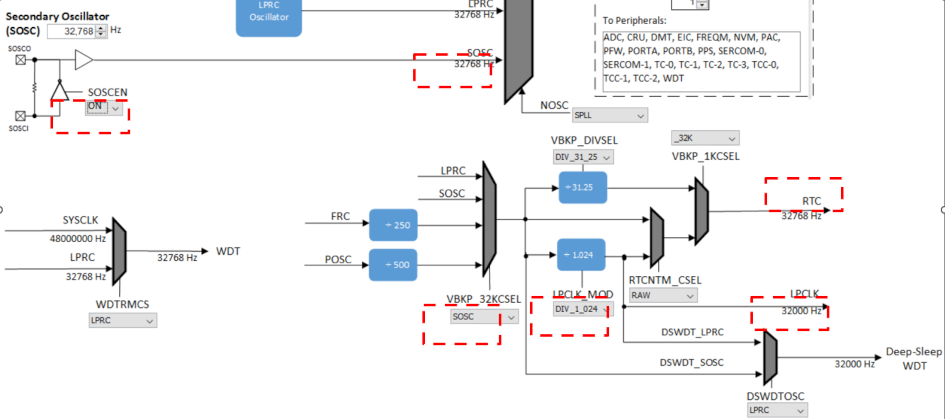 Secondary Oscillator
(SOSC) 32,768 Hz
SOSCO
SOSCEN
ON
SOSCI
LPRC
Oscillator
LPRC
32768 Hz
SOSC
32768 Hz
NOSC
SPLL
1
To Peripherals:
ADC, CRU, DMT, EIC, FREQM, NVM, PAC,
PFW, PORTA, PORTB, PPS, SERCOM-0,
SERCOM-1, TC-0, TC-1, TC-2, TC-3, TCC-0,
TCC-1, TCC-2, WDT
SYSCLK
48000000 Hz
LPRC
32768 Hz
32768 Hz
WDT
WDTRMCS
LPRC
LPRC
SOSC
FRC
÷ 250
POSC
÷ 500
VBKP_32KCSEL
SOSC
VBKP_DIVSEL
DIV_31_25
÷ 31.25
÷ 1.024
LPCLK_MOD
DIV_1_024
_32K
VBKP_1KCSEL
RTCNTM_CSEL
RAW
RTC
32768 Hz
LPCLK
32000 Hz
DSWDT_LPRC
DSWDT_SOSC
32000 Hz
Deep-Sleep
WDT
DSWDTOSC
LPRC